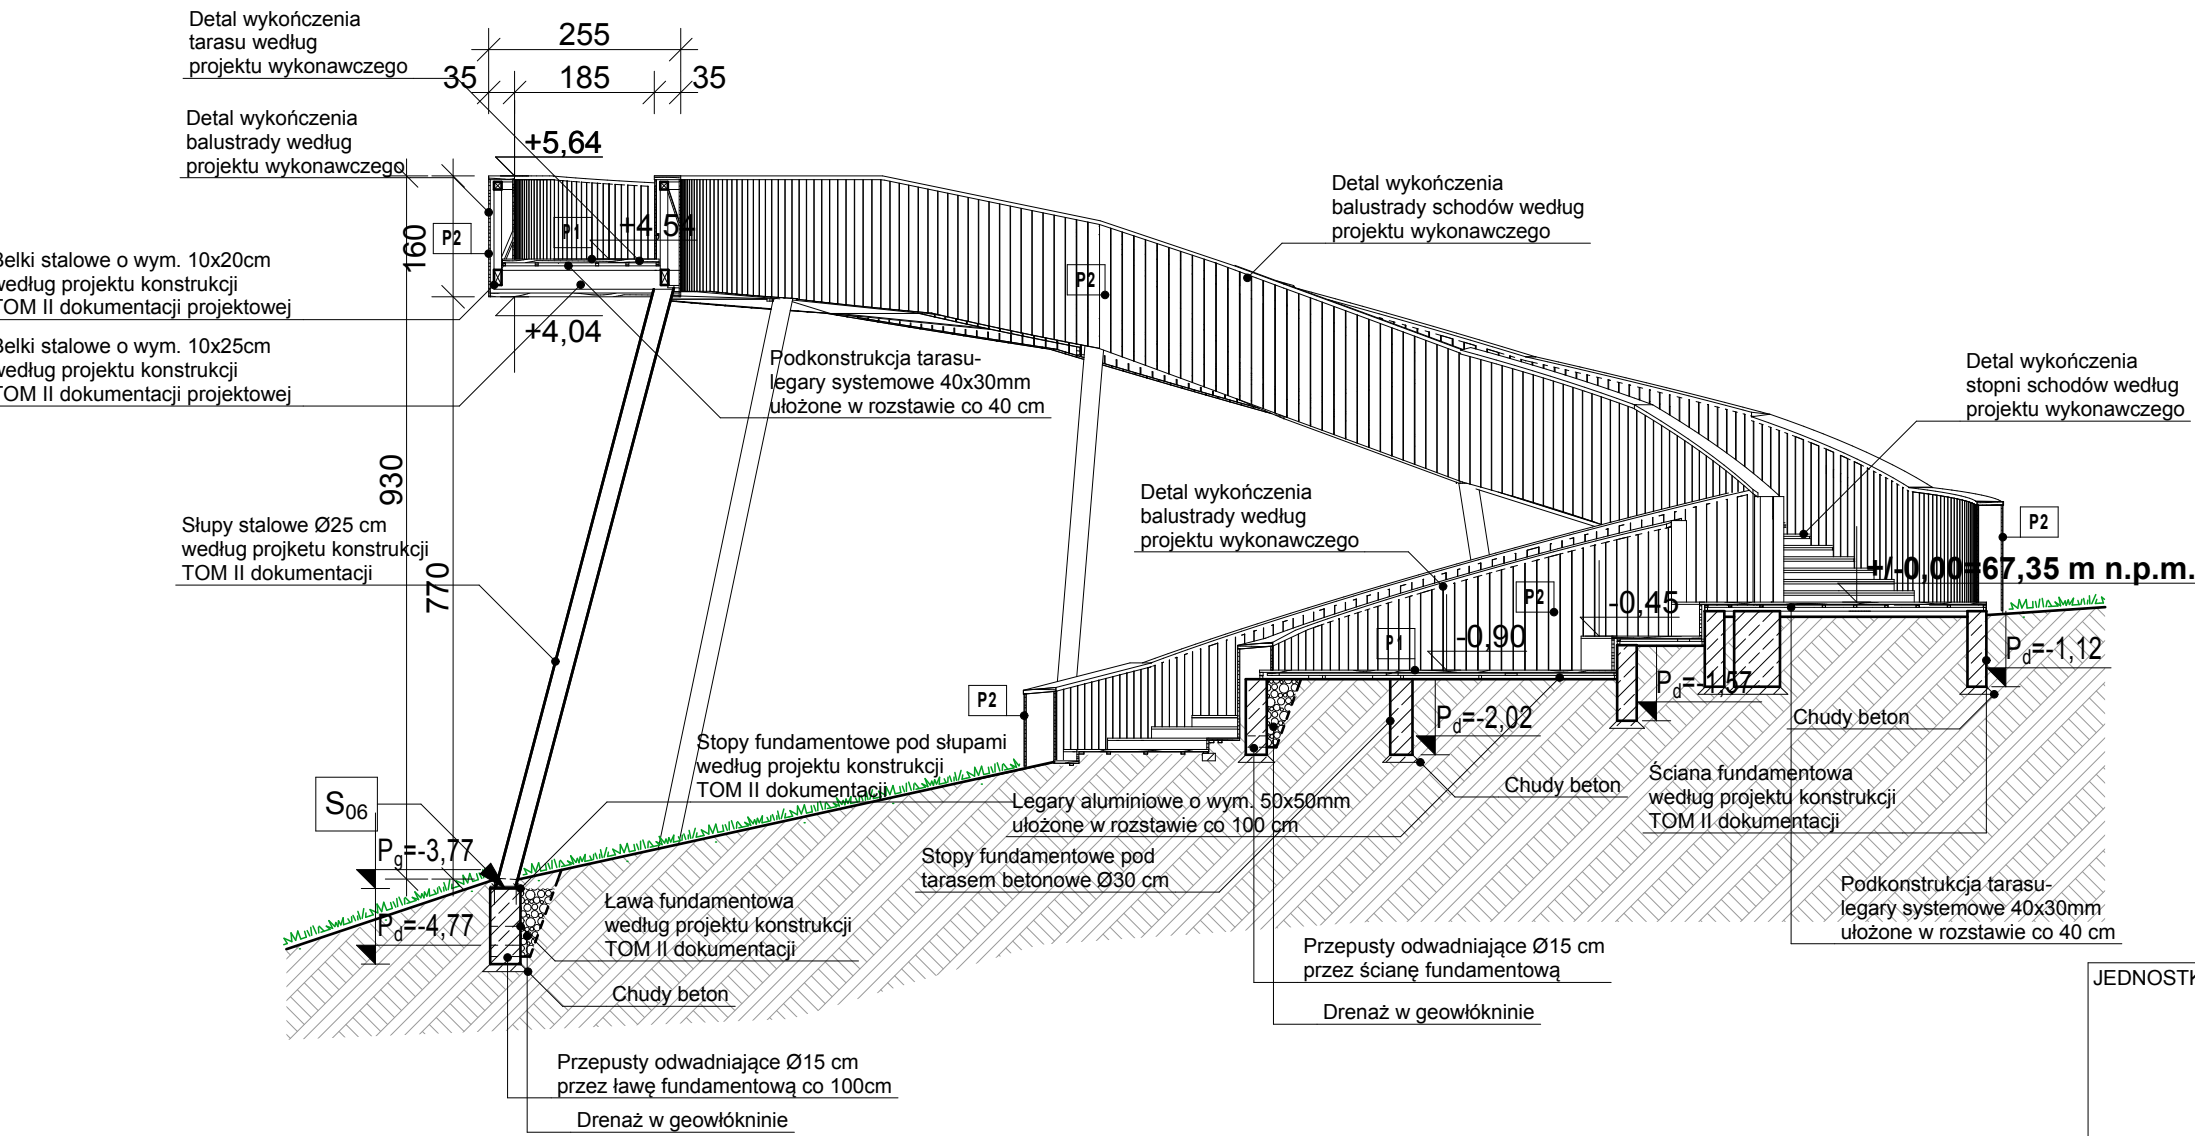 Detal wykończenia
tarasu według
projektu wykonawczego
255
35
185
35
Detal wykończenia
balustrady według
projektu wykonawczego
+5,64
Detal wykończenia
balustrady schodów według
projektu wykonawczego
160
P2
P1
+4,54
P2
Belki stalowe o wym. 10x20cm
według projektu konstrukcji
TOM II dokumentacji projektowej
+4,04
Belki stalowe o wym. 10x25cm
według projektu konstrukcji
TOM II dokumentacji projektowej
Podkonstrukcja tarasu-
legary systemowe 40x30mm
ułożone w rozstawie co 40 cm
Detal wykończenia
stopni schodów według
projektu wykonawczego
930
770
Detal wykończenia
balustrady według
projektu wykonawczego
Słupy stalowe Ø25 cm
według projketu konstrukcji
TOM II dokumentacji
P2
+/-0,00=67,35 m n.p.m.
P2
-0,45
P1
-0,90
Pd=-1,12
Pd=-1,57
P2
Pd=-2,02
Chudy beton
Stopy fundamentowe pod słupami
według projektu konstrukcji
TOM II dokumentacji
Chudy beton
Ściana fundamentowa
według projektu konstrukcji
TOM II dokumentacji
Legary aluminiowe o wym. 50x50mm
ułożone w rozstawie co 100 cm
S06
Pg=-3,77
Stopy fundamentowe pod
tarasem betonowe Ø30 cm
Podkonstrukcja tarasu-
legary systemowe 40x30mm
ułożone w rozstawie co 40 cm
Pd=-4,77
Ława fundamentowa
według projektu konstrukcji
TOM II dokumentacji
Przepusty odwadniające Ø15 cm
przez ścianę fundamentową
JEDNOSTK
Chudy beton
Drenaż w geowłókninie
Przepusty odwadniające Ø15 cm
przez ławę fundamentową co 100cm
Drenaż w geowłókninie